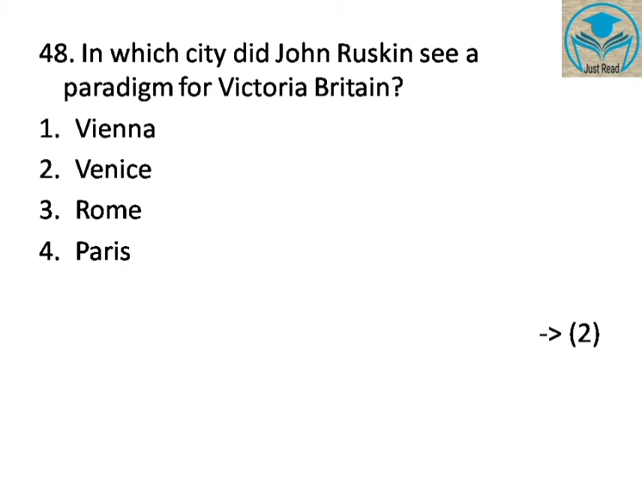 Just Read
48. In which city did John Ruskin see a
paradigm for Victoria Britain?
1. Vienna
2. Venice
3. Rome
4. Paris
-> (2)